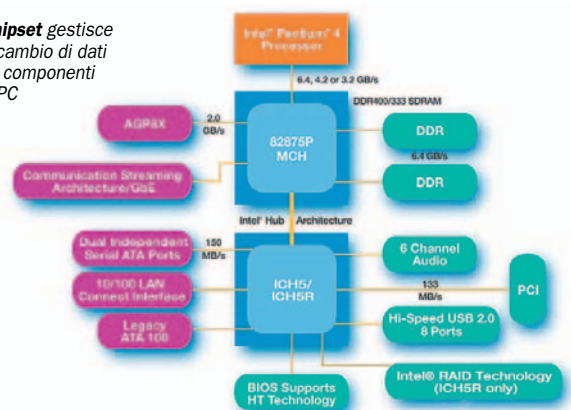 hipset gestisce
cambio di dati
componenti
PC
Intel® Pentium® 4
Processor
6.4, 4.2 or 3.2 GB/s
DDR400/333 SDRAM
AGP8X
2.0
GB/s
82875P
MCH
DDR
6.4 GB/s
DDR
Communication Streaming
Architecture/GbE
Intel® Hub Architecture
Dual Independent
Serial ATA Ports
150
MB/s
6 Channel
Audio
10/100 LAN
Connect Interface
ICH5/
ICH5R
133
MB/s
PCI
Legacy
ATA 100
Hi-Speed USB 2.0
8 Ports
BIOS Supports
HT Technology
Intel® RAID Technology
(ICH5R only)